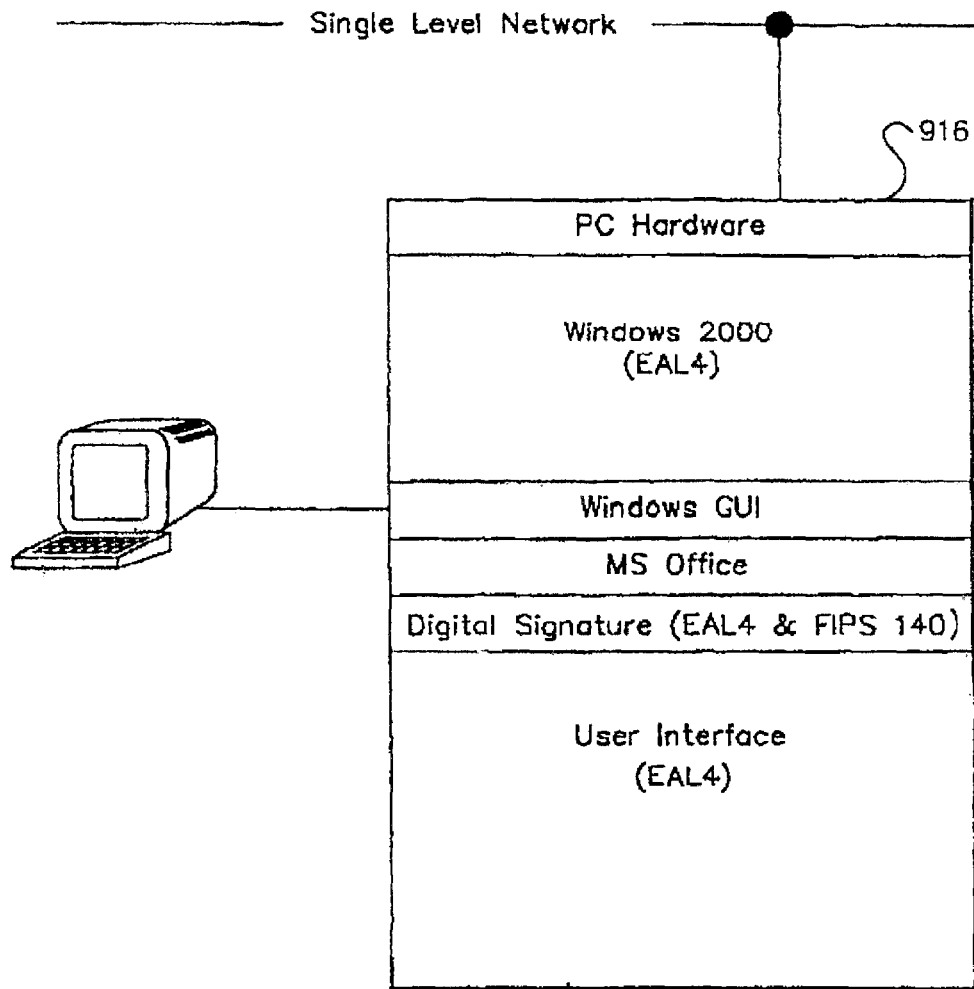 Single Level Network
916
PC Hardware
Windows 2000
(EAL4)
Windows GUI
MS Office
Digital Signature (EAL4 & FIPS 140)
User Interface
(EAL4)